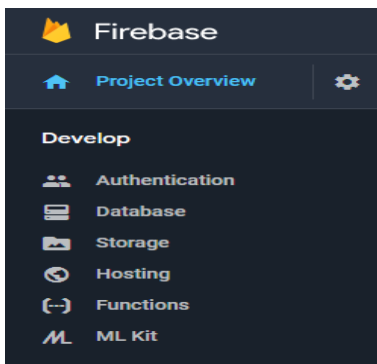 Firebase
Project Overview
Develop
Authentication
Database
Storage
Hosting
Functions
ML Kit